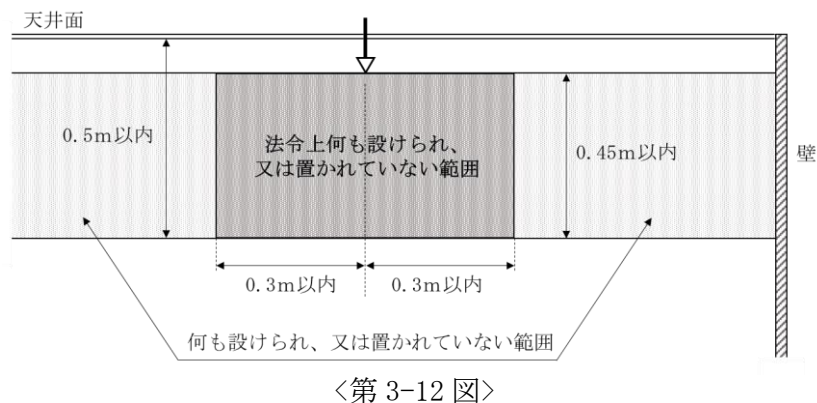 天井面
0.5m以内
法令上何も設けられ、
又は置かれていない範囲
0.45m以内
壁
0.3m以内
0.3m以内
何も設けられ、又は置かれていない範囲
<第 3-12 図>